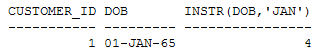 CUSTOMER_ID DOB       INSTR(DOB,'JAN')
----------- --------- ----------------
          1 01-JAN-65                4